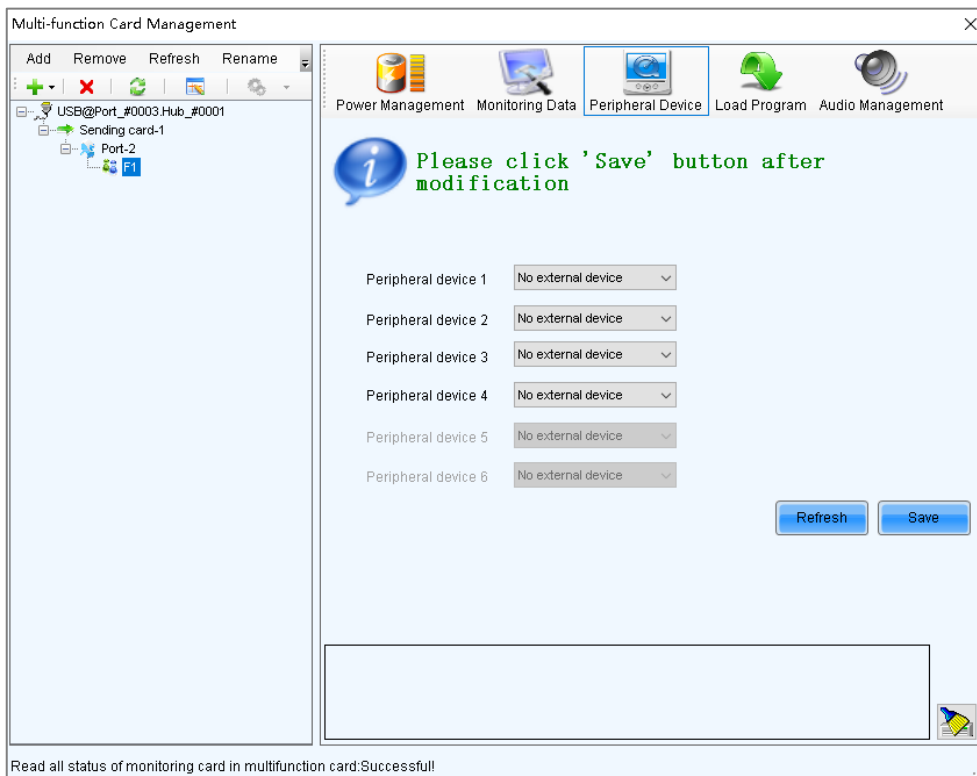 Multi-function Card Management
Add Remove Refresh Rename
USB@Port_#0003.Hub_#0001
Sending card-1
Port-2
F1
Power Management Monitoring Data Peripheral Device Load Program Audio Management
Please click 'Save' button after
modification
Peripheral device 1 No external device
Peripheral device 2 No external device
Peripheral device 3 No external device
Peripheral device 4 No external device
Peripheral device 5 No external device
Peripheral device 6 No external device
Refresh Save
Read all status of monitoring card in multifunction card:Successful!